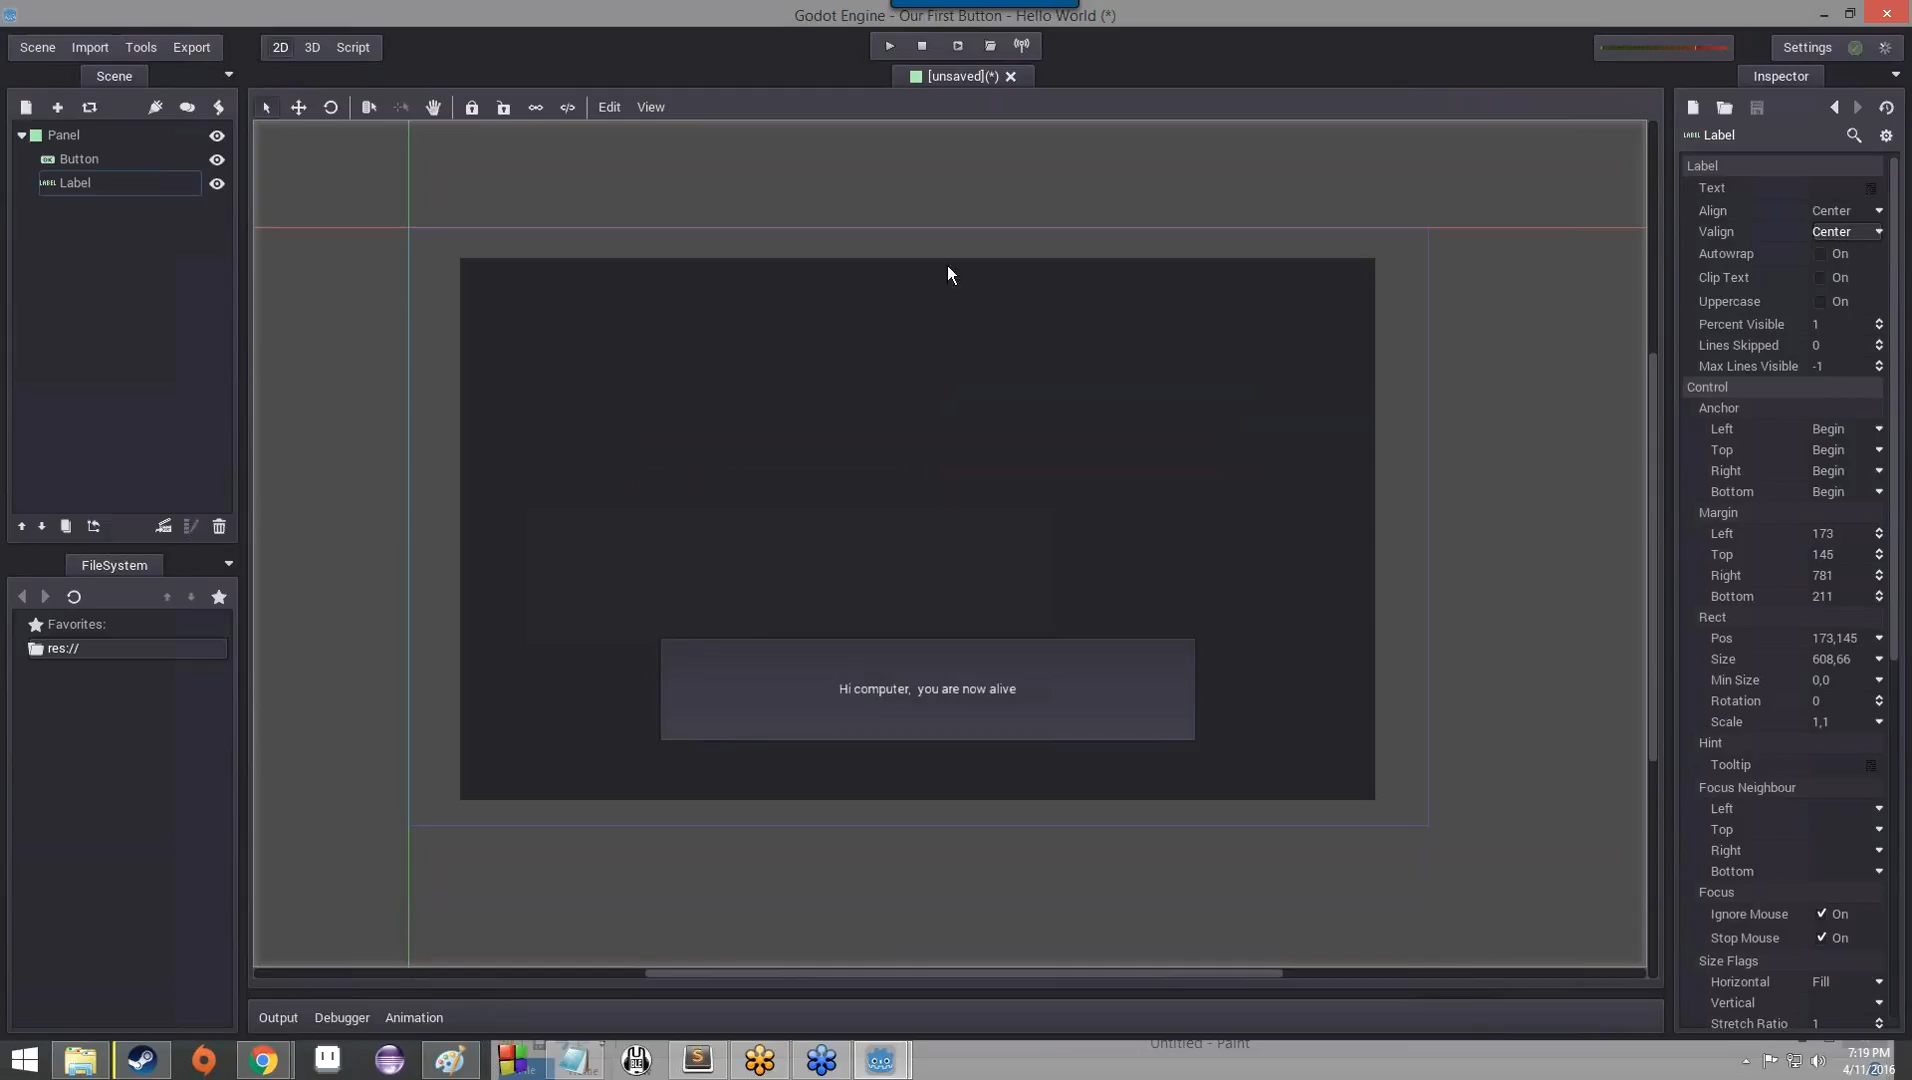 Godot Engine - Our First Button - Hello World (*)
Scene Import Tools Export
2D 3D Script
Settings
Scene
[unsaved](*)
Inspector
Edit View
Panel
Button
LABEL Label
LABEL Label
Label
Text
Align Center
Valign Center
Autowrap On
Clip Text On
Uppercase On
Percent Visible 1
Lines Skipped 0
Max Lines Visible -1
Control
Anchor
Left Begin
Top Begin
Right Begin
Bottom Begin
Margin
Left 173
Top 145
Right 781
Bottom 211
Rect
Pos 173,145
Size 608,66
Min Size 0,0
Rotation 0
Scale 1,1
Hint
Tooltip
Focus Neighbour
Left
Top
Right
Bottom
Focus
Ignore Mouse On
Stop Mouse On
Size Flags
Horizontal Fill
Vertical
Stretch Ratio 1
FileSystem
Favorites:
res://
Hi computer, you are now alive
Output Debugger Animation
Untitled - Paint
7:19 PM
4/11/2016